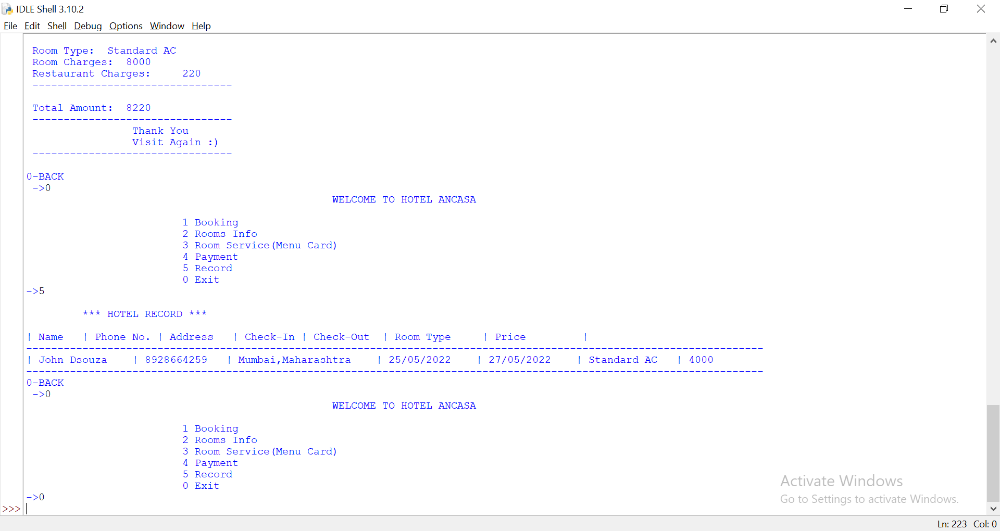 IDLE Shell 3.10.2
File Edit Shell Debug Options Window Help
Room Type: Standard AC
Room Charges: 8000
Restaurant Charges: 220
--------------------------------
Total Amount: 8220
--------------------------------
Thank You
Visit Again :)
--------------------------------
0-BACK
->0
WELCOME TO HOTEL ANCASA
1 Booking
2 Rooms Info
3 Room Service(Menu Card)
4 Payment
5 Record
0 Exit
->5
*** HOTEL RECORD ***
| Name | Phone No. | Address | Check-In | Check-Out | Room Type | Price |
----------------------------------------------------------------------------------------------------------------------
| John Dsouza | 8928664259 | Mumbai,Maharashtra | 25/05/2022 | 27/05/2022 | Standard AC | 4000
----------------------------------------------------------------------------------------------------------------------
0-BACK
->0
WELCOME TO HOTEL ANCASA
1 Booking
2 Rooms Info
3 Room Service(Menu Card)
4 Payment
5 Record
0 Exit
->0
>>>
Activate Windows
Go to Settings to activate Windows.
Ln: 223 Col: 0